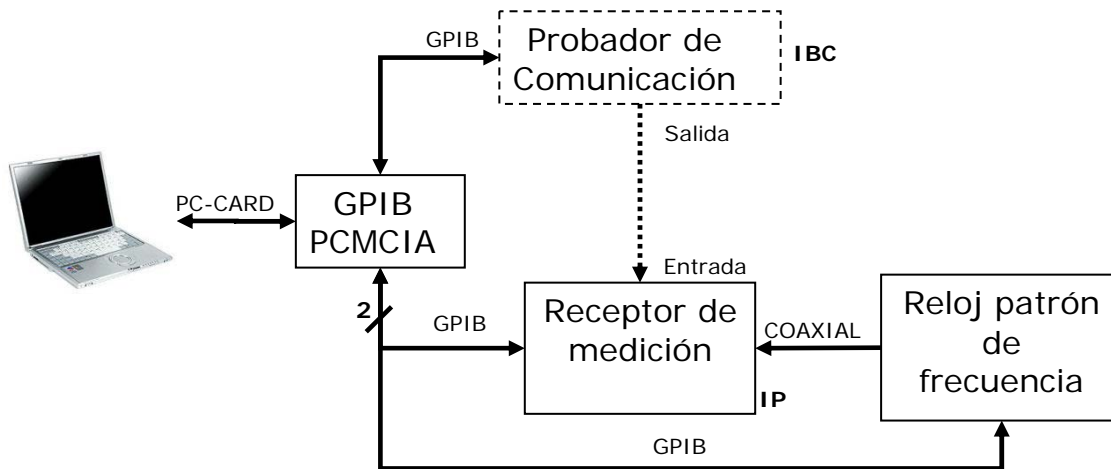 GPIB
Probador de
Comunicación
IBC
Salida
PC-CARD
GPIB
PCMCIA
Entrada
2
GPIB
Receptor de
medición
IP
COAXIAL
Reloj patrón
de
frecuencia
GPIB